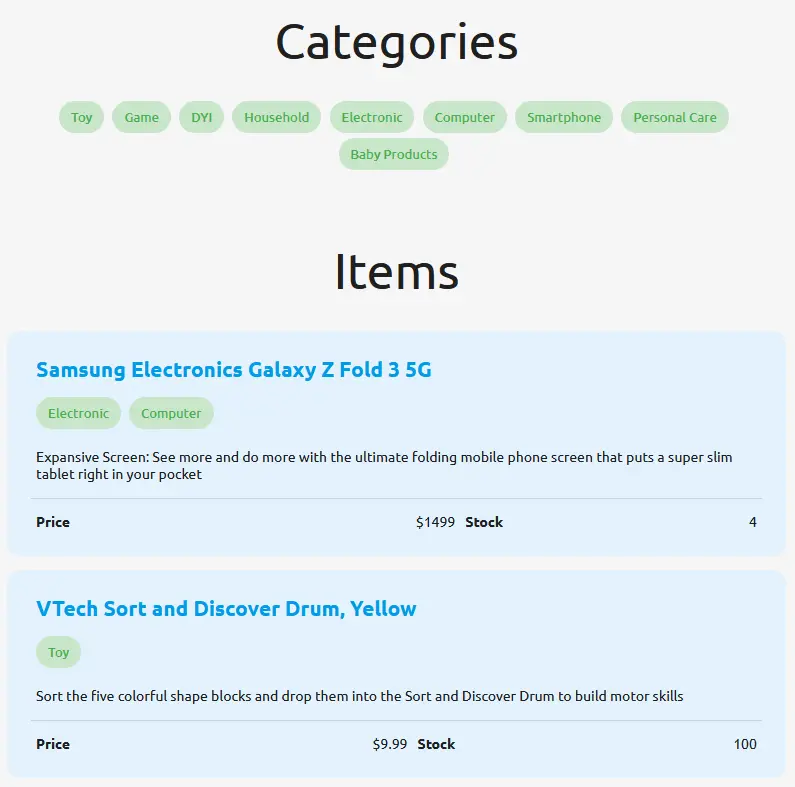 Categories
Toy Game DYI Household Electronic Computer Smartphone Personal Care
Baby Products
Items
Samsung Electronics Galaxy Z Fold 3 5G
Electronic Computer
Expansive Screen: See more and do more with the ultimate folding mobile phone screen that puts a super slim
tablet right in your pocket
Price $1499 Stock 4
VTech Sort and Discover Drum, Yellow
Toy
Sort the five colorful shape blocks and drop them into the Sort and Discover Drum to build motor skills
Price $9.99 Stock 100